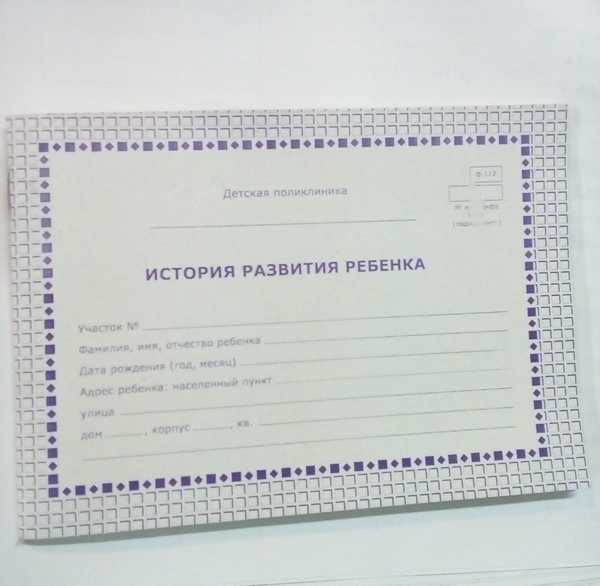 ф.112
Детская поликлиника
ИСТОРИЯ РАЗВИТИЯ РЕБЕНКА
Участок №
Фамилия, имя, отчество ребенка
Дата рождения (год, месяц)
Адрес ребенка: населенный пункт
улица
дом, корпус, кв.